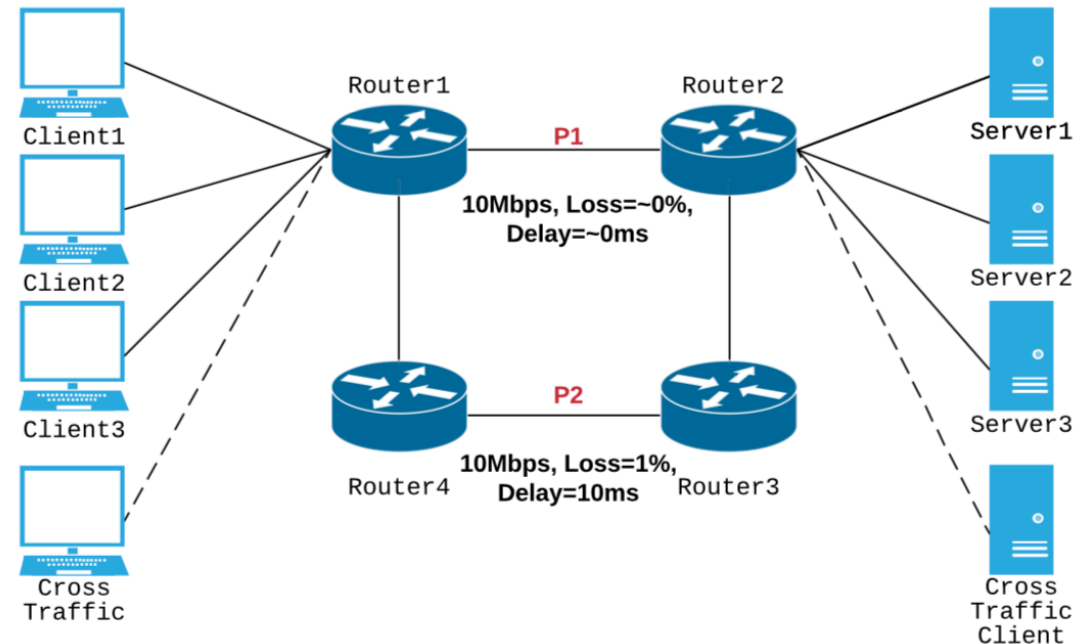 Router1
Router2
P1
Client1
Server1
10Mbps, Loss=~0%,
Delay=~0ms
Client2
Server2
P2
Client3
Server3
10Mbps, Loss=1%,
Delay=10ms
Router4
Router3
Cross
Traffic
Cross
Traffic
Client